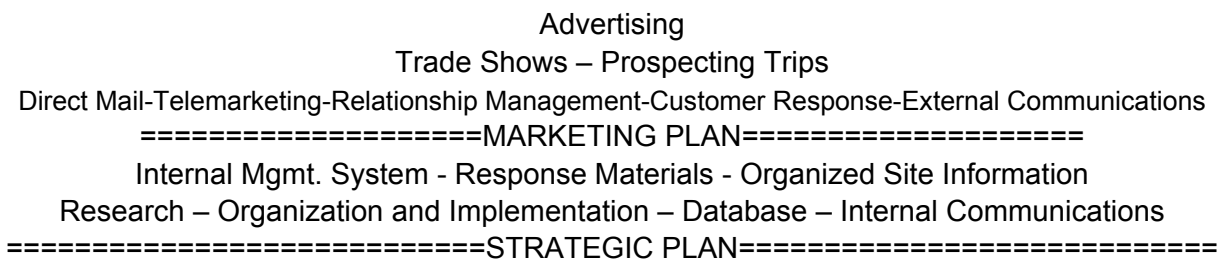 Advertising
Trade Shows – Prospecting Trips
Direct Mail-Telemarketing-Relationship Management-Customer Response-External Communications
====================MARKETING PLAN====================
Internal Mgmt. System - Response Materials - Organized Site Information
Research – Organization and Implementation – Database – Internal Communications
============================STRATEGIC PLAN============================